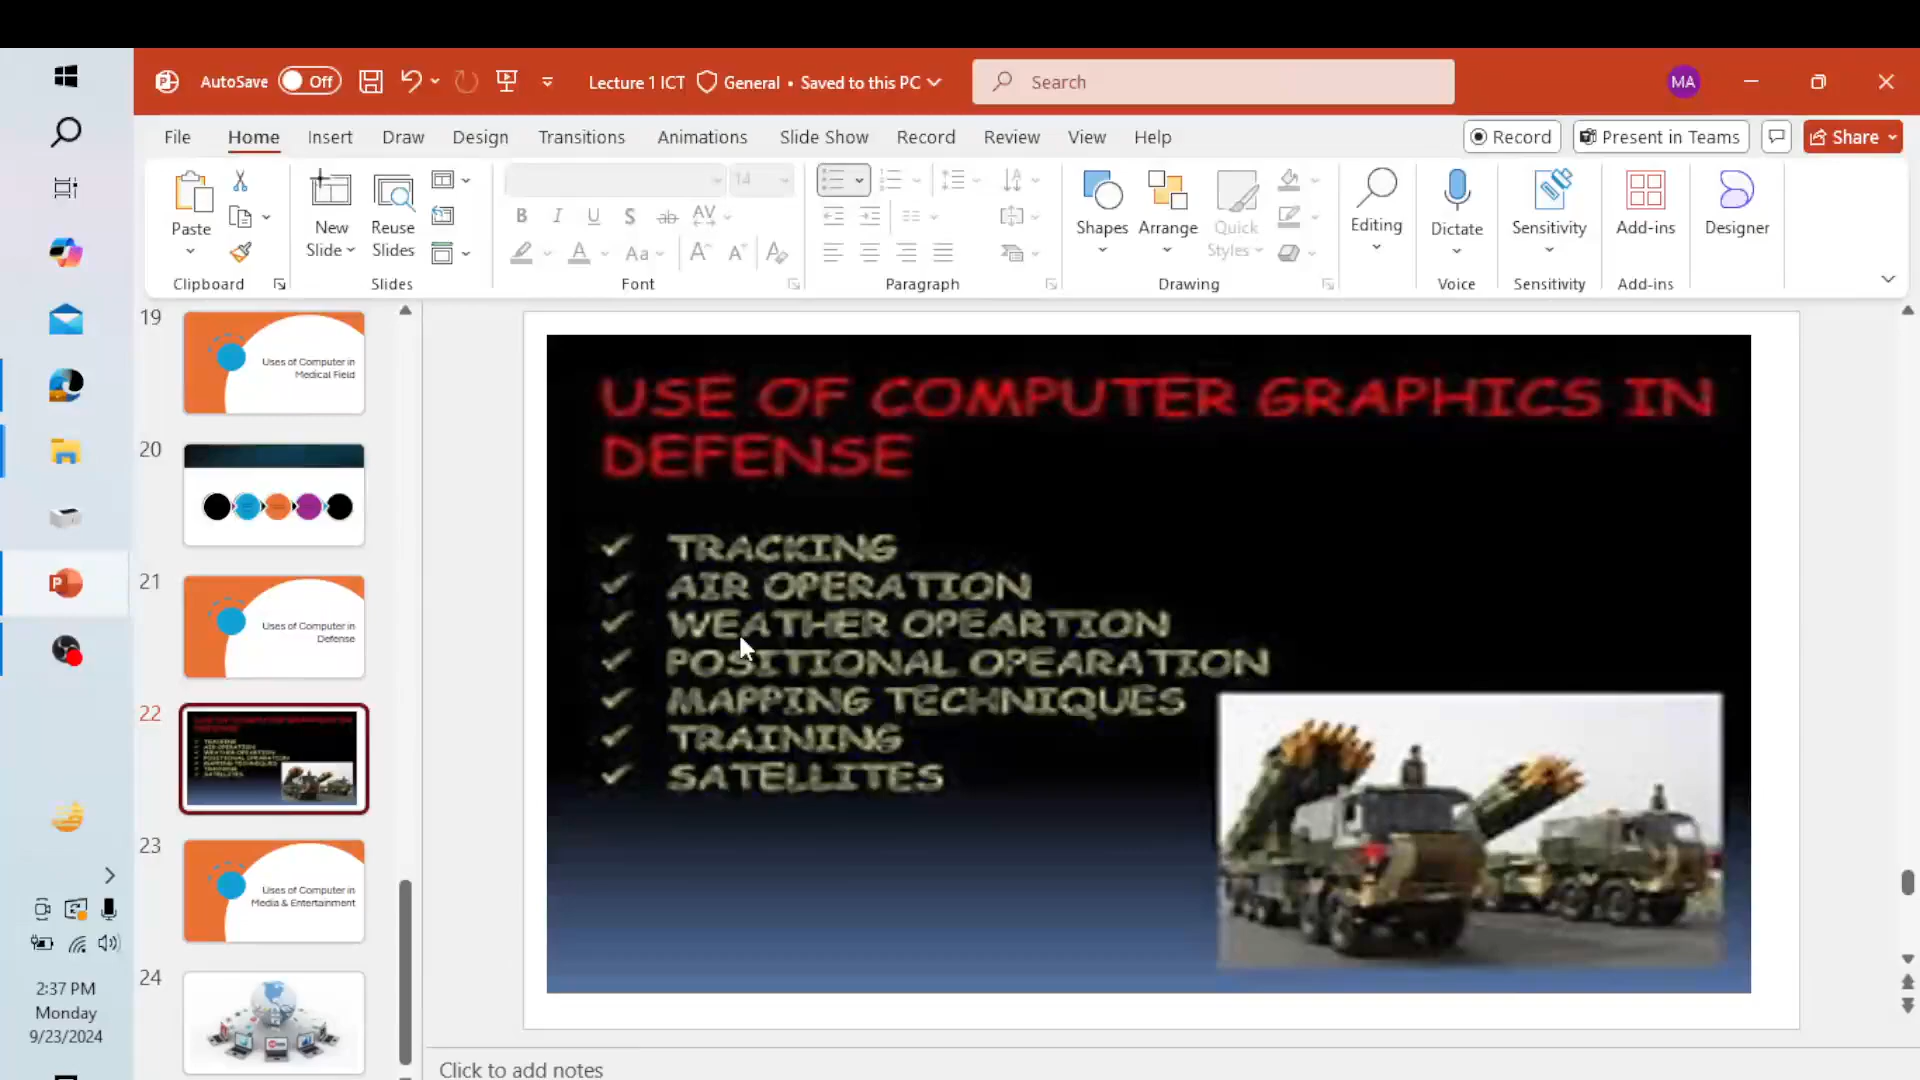 AutoSave Off Lecture 1 ICT General • Saved to this PC Search MA
File Home Insert Draw Design Transitions Animations Slide Show Record Review View Help Record Present in Teams Share
14
Paste New Slide Reuse Slides Shapes Arrange Quick Styles Editing Dictate Sensitivity Add-ins Designer
B I U S ab AV
A Aa A A A
Clipboard Slides Font Paragraph Drawing Voice Sensitivity Add-ins
19
Uses of Computer in
Medical Field
20
21
Uses of Computer in
Defense
22
23
Uses of Computer in
Media & Entertainment
24
USE OF COMPUTER GRAPHICS IN
DEFENSE
✓ TRACKING
✓ AIR OPERATION
✓ WEATHER OPEARTION
✓ POSITIONAL OPEARATION
✓ MAPPING TECHNIQUES
✓ TRAINING
✓ SATELLITES
2:37 PM
Monday
9/23/2024
Click to add notes